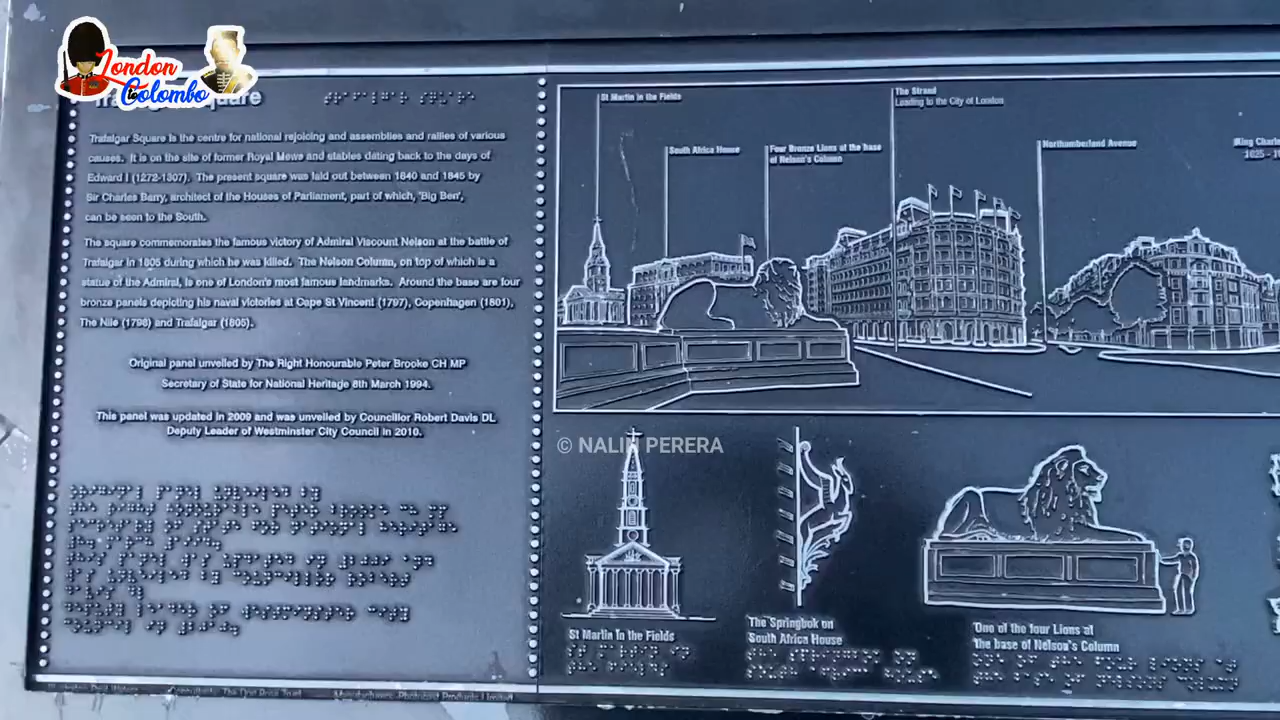 London
to
Colombo
Trafalgar Square is the centre for national rejoicing and assemblies and rallies of various
causes. It is on the site of former Royal Mews and stables dating back to the days of
Edward I (1272-1307). The present square was laid out between 1840 and 1845 by
Sir Charles Barry, architect of the Houses of Parliament, part of which, 'Big Ben',
can be seen to the South.
The square commemorates the famous victory of Admiral Viscount Nelson at the battle of
Trafalgar in 1805 during which he was killed. The Nelson Column, on top of which is a
statue of the Admiral, is one of London's most famous landmarks. Around the base are four
bronze panels depicting his naval victories at Cape St Vincent (1797), Copenhagen (1801),
The Nile (1798) and Trafalgar (1805).
Original panel unveiled by The Right Honourable Peter Brooke CH MP
Secretary of State for National Heritage 8th March 1994.
This panel was updated in 2009 and was unveiled by Councillor Robert Davis DL
Deputy Leader of Westminster City Council in 2010.
St Martin in the Fields
South Africa House
Four Bronze Lions at the base
of Nelson's Column
The Strand
Leading to the City of London
Northumberland Avenue
King
© NALIN PERERA
St Martin in the Fields
The Springbok on
South Africa House
One of the four Lions at
The base of Nelson's Column